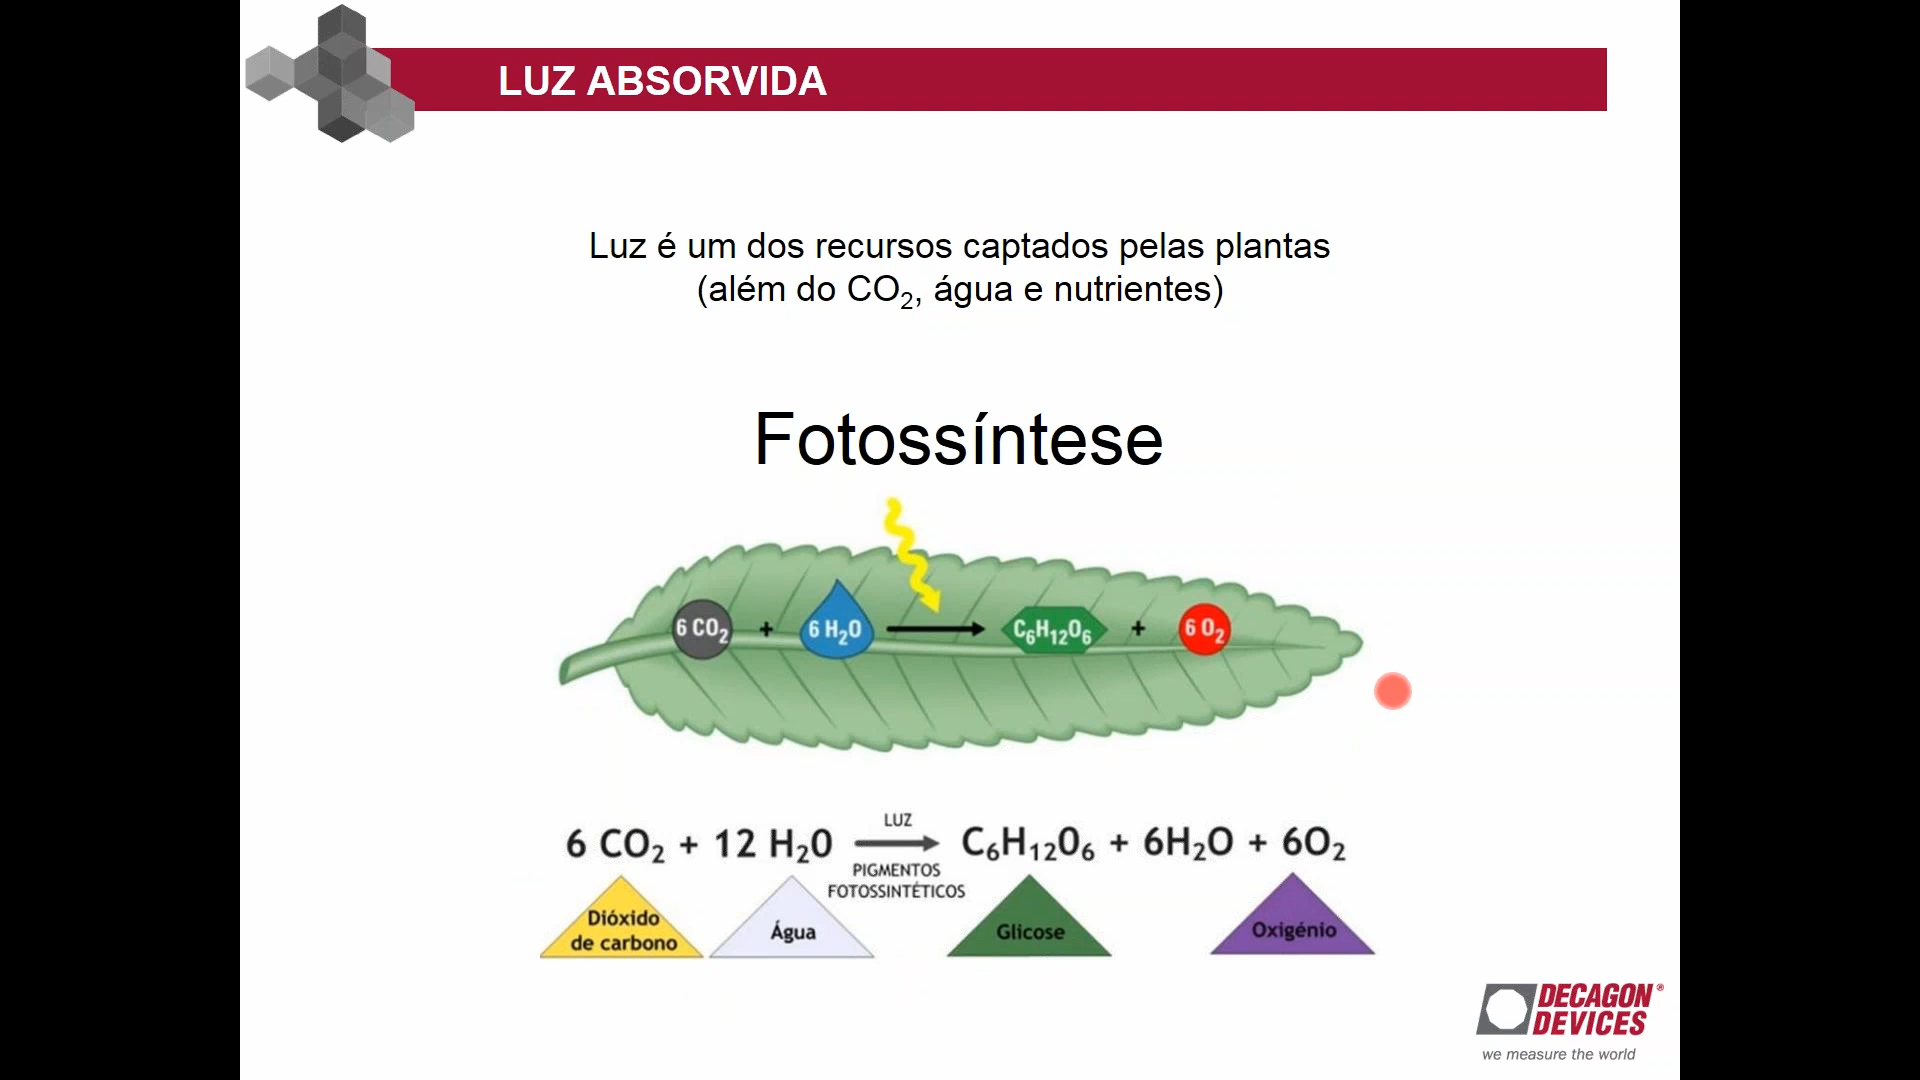 LUZ ABSORVIDA
Luz é um dos recursos captados pelas plantas
(além do CO₂, água e nutrientes)
Fotossíntese
6 CO₂ + 6 H₂O C₆H₁₂O₆ + 6 O₂
LUZ
6 CO₂ + 12 H₂O C₆H₁₂O₆ + 6H₂O + 6O₂
PIGMENTOS
FOTOSSINTÉTICOS
Dióxido
de carbono
Água
Glicose
Oxigénio
DECAGON®
DEVICES
we measure the world